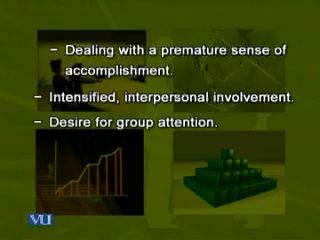 – Dealing with a premature sense of
accomplishment.
– Intensified, interpersonal involvement.
– Desire for group attention.
VU